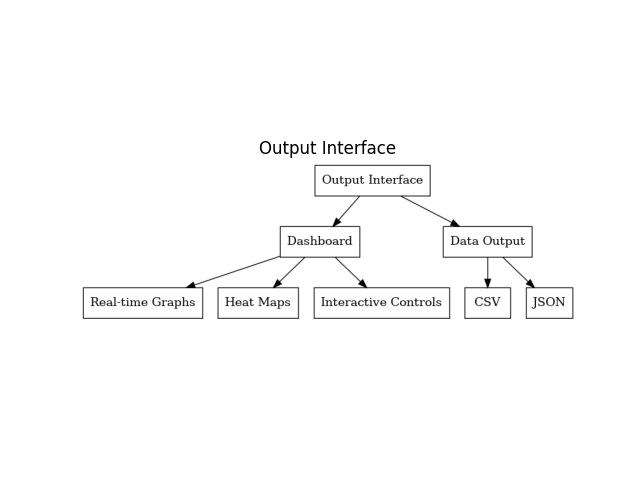 Output Interface
Output Interface
Dashboard
Data Output
Real-time Graphs
Heat Maps
Interactive Controls
CSV
JSON